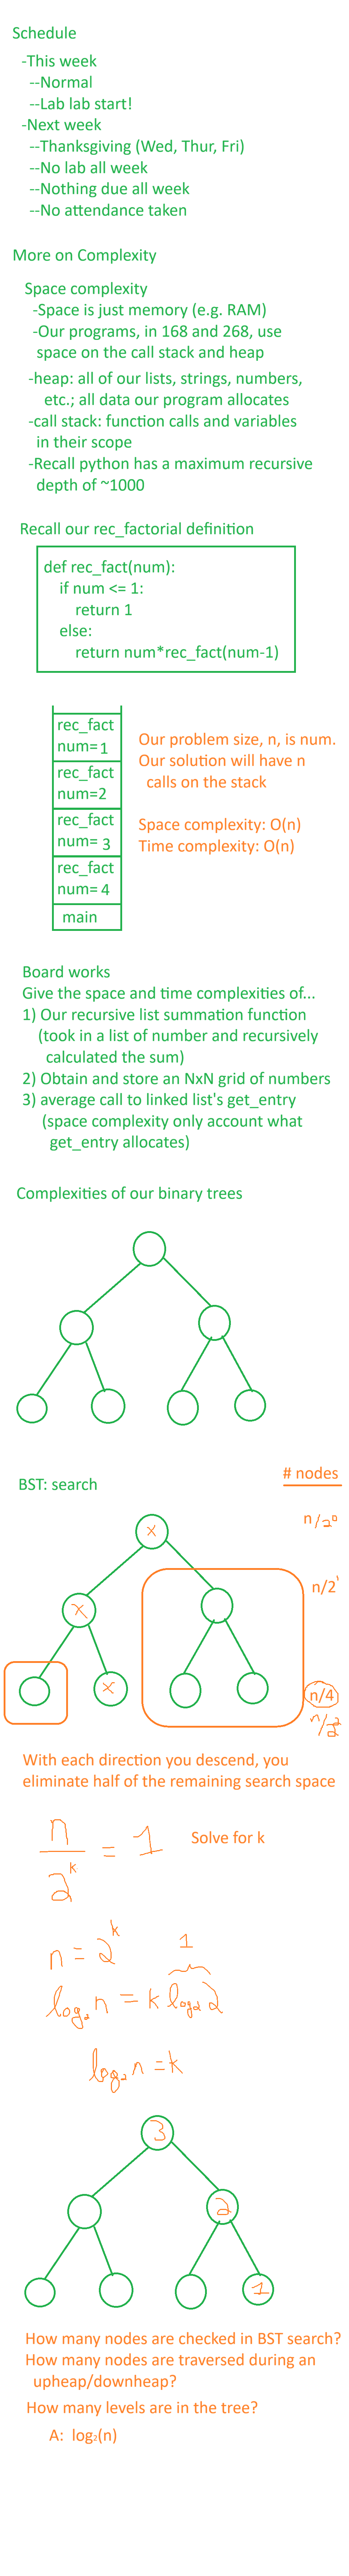 Schedule
-This week
--Normal
--Lab lab start!
-Next week
--Thanksgiving (Wed, Thur, Fri)
--No lab all week
--Nothing due all week
--No attendance taken
More on Complexity
Space complexity
-Space is just memory (e.g. RAM)
-Our programs, in 168 and 268, use
space on the call stack and heap
-heap: all of our lists, strings, numbers,
etc.; all data our program allocates
-call stack: function calls and variables
in their scope
-Recall python has a maximum recursive
depth of ~1000
Recall our rec_factorial definition
def rec_fact(num):
if num <= 1:
return 1
else:
return num*rec_fact(num-1)
rec_fact
num= 1
rec_fact
num=2
rec_fact
num= 3
rec_fact
num= 4
main
Our problem size, n, is num.
Our solution will have n
calls on the stack
Space complexity: O(n)
Time complexity: O(n)
Board works
Give the space and time complexities of...
1) Our recursive list summation function
(took in a list of number and recursively
calculated the sum)
2) Obtain and store an NxN grid of numbers
3) average call to linked list's get_entry
(space complexity only account what
get_entry allocates)
Complexities of our binary trees
# nodes
BST: search
x
n/2⁰
x
n/2¹
x
n/4
n/2²
With each direction you descend, you
eliminate half of the remaining search space
n/2^k = 1
Solve for k
n = 2^k
1
log₂ n = k log₂ 2
log₂ n = k
3
2
1
How many nodes are checked in BST search?
How many nodes are traversed during an
upheap/downheap?
How many levels are in the tree?
A: log₂(n)